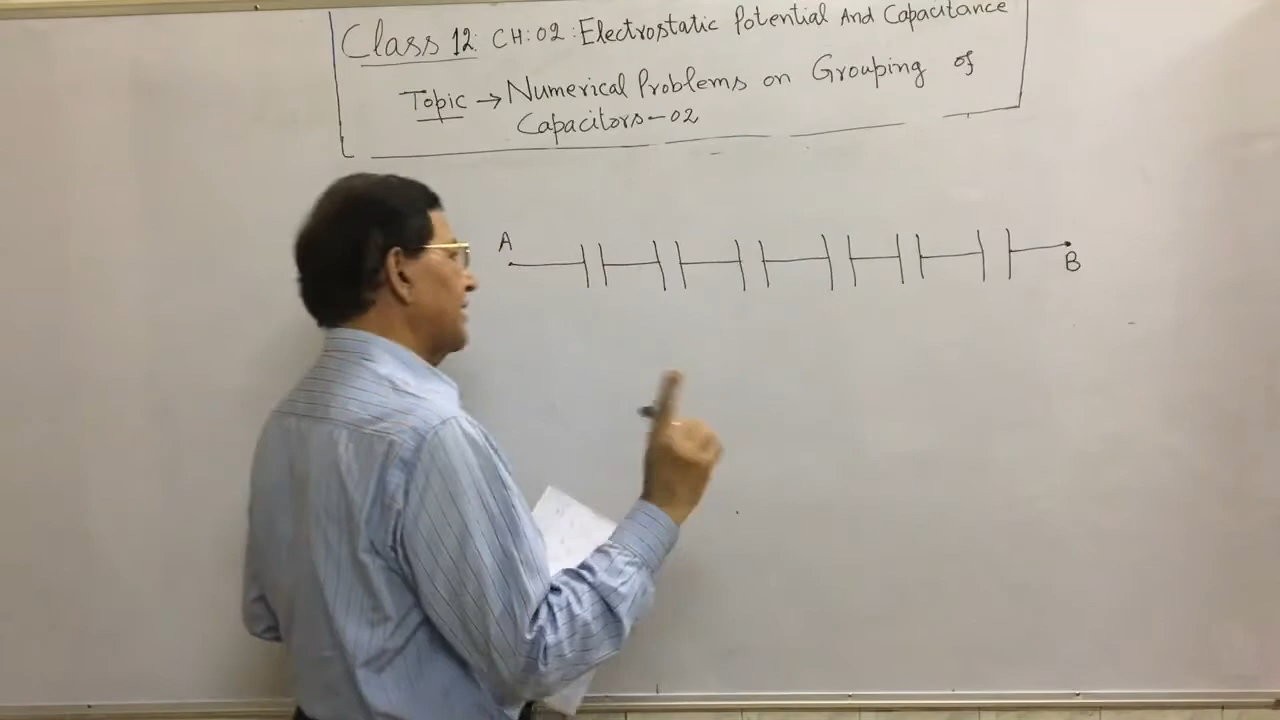 Class 12: CH:02:Electrostatic Potential And Capacitance
Topic → Numerical Problems on Grouping of
Capacitors-02
A
B